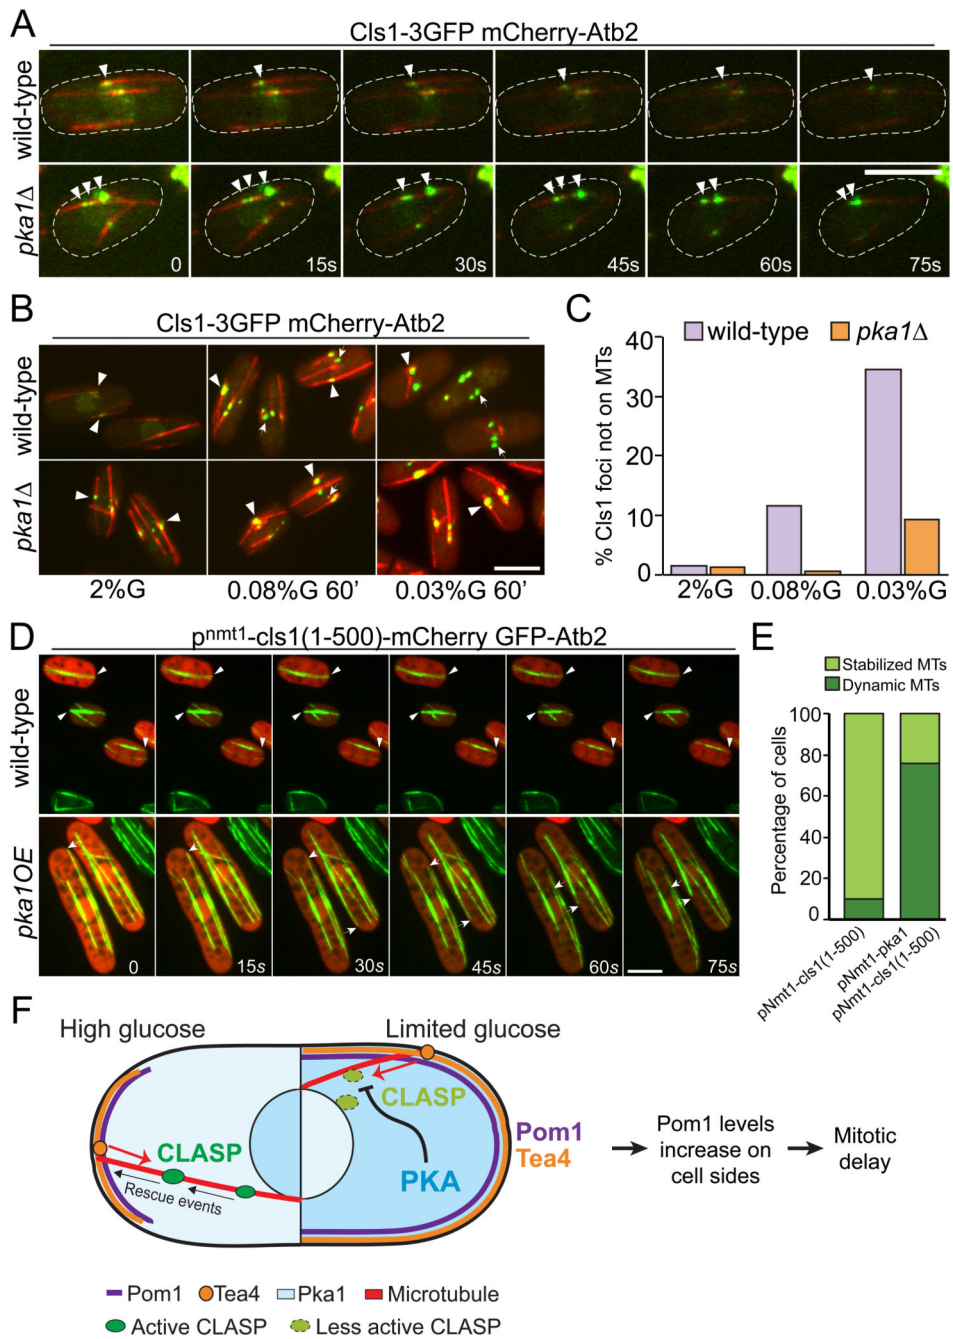 A
Cls1-3GFP mCherry-Atb2
wild-type
pka1Δ
0
15s
30s
45s
60s
75s
B
Cls1-3GFP mCherry-Atb2
wild-type
pka1Δ
2%G
0.08%G 60'
0.03%G 60'
C
wild-type
pka1Δ
% Cls1 foci not on MTs
40
30
20
10
0
2%G
0.08%G
0.03%G
D
pnmt1-cls1(1-500)-mCherry GFP-Atb2
wild-type
pka1OE
0
15s
30s
45s
60s
75s
E
Stabilized MTs
Dynamic MTs
Percentage of cells
100
80
60
40
20
0
pNmt1-cls1(1-500)
pNmt1-pka1
pNmt1-cls1(1-500)
F
High glucose
Limited glucose
CLASP
Rescue events
CLASP
PKA
Pom1
Tea4
Pom1 levels
increase on
cell sides
Mitotic
delay
Pom1
Tea4
Pka1
Microtubule
Active CLASP
Less active CLASP